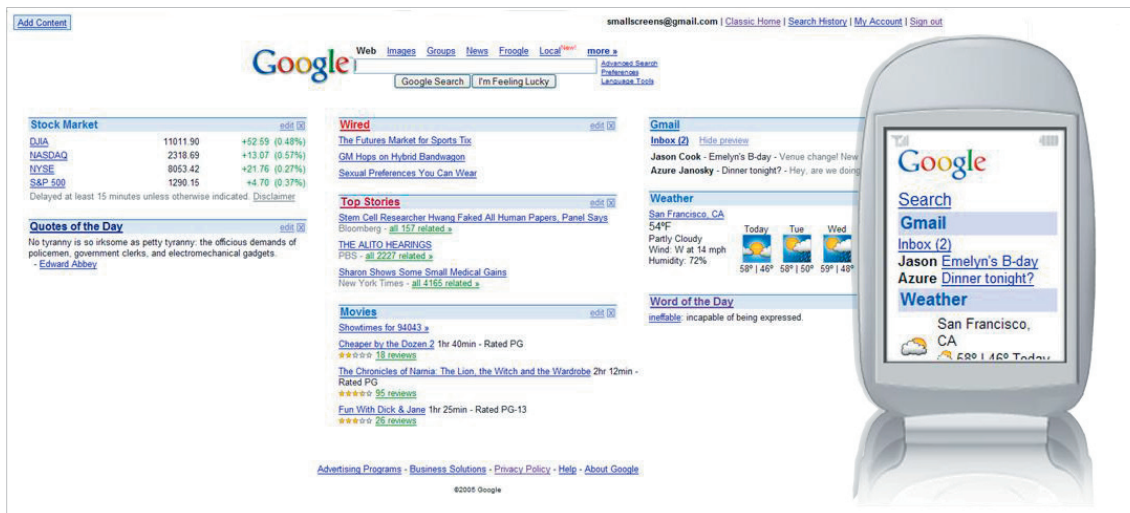 Add Content
smallscreens@gmail.com | Classic Home | Search History | My Account | Sign out
Google
Web Images Groups News Froogle Local New! more »
Advanced Search
Preferences
Language Tools
Google Search I'm Feeling Lucky
Stock Market edit
DJIA 11011.90 +52.59 (0.48%)
NASDAQ 2318.69 +13.07 (0.57%)
NYSE 8053.42 +21.76 (0.27%)
S&P 500 1290.15 +4.70 (0.37%)
Delayed at least 15 minutes unless otherwise indicated. Disclaimer
Quotes of the Day edit
No tyranny is so irksome as petty tyranny: the officious demands of
policemen, government clerks, and electromechanical gadgets.
- Edward Abbey
Wired edit
The Futures Market for Sports Tix
GM Hops on Hybrid Bandwagon
Sexual Preferences You Can Wear
Top Stories edit
Stem Cell Researcher Hwang Faked All Human Papers, Panel Says
Bloomberg - all 157 related »
THE ALITO HEARINGS
PBS - all 2227 related »
Sharon Shows Some Small Medical Gains
New York Times - all 4165 related »
Movies edit
Showtimes for 94043 »
Cheaper by the Dozen 2 1hr 40min - Rated PG
18 reviews
The Chronicles of Narnia: The Lion, the Witch and the Wardrobe 2hr 12min -
Rated PG
95 reviews
Fun With Dick & Jane 1hr 25min - Rated PG-13
26 reviews
Gmail
Inbox (2) Hide preview
Jason Cook - Emelyn's B-day - Venue change! New
Azure Janosky - Dinner tonight? - Hey, are we doing
Weather
San Francisco, CA
54°F
Partly Cloudy
Wind: W at 14 mph
Humidity: 72%
Today Tue Wed
58° | 46° 58° | 50° 59° | 48°
Word of the Day
ineffable: incapable of being expressed.
Google
Search
Gmail
Inbox (2)
Jason Emelyn's B-day
Azure Dinner tonight?
Weather
San Francisco,
CA
58° | 46° Today
Advertising Programs - Business Solutions - Privacy Policy - Help - About Google
©2005 Google